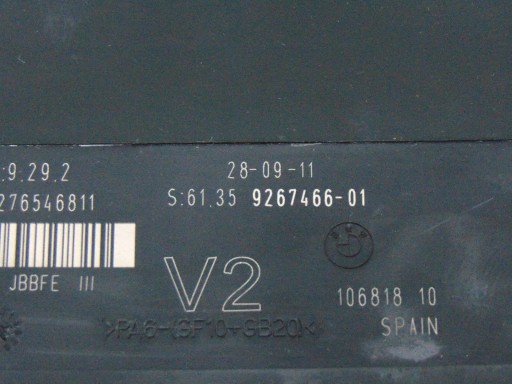 :9.29.2
28-09-11
276546811
S:61.35 9267466-01
JBBFE III
V2
106818 10
>PA6-(GF10+GB20)<
SPAIN